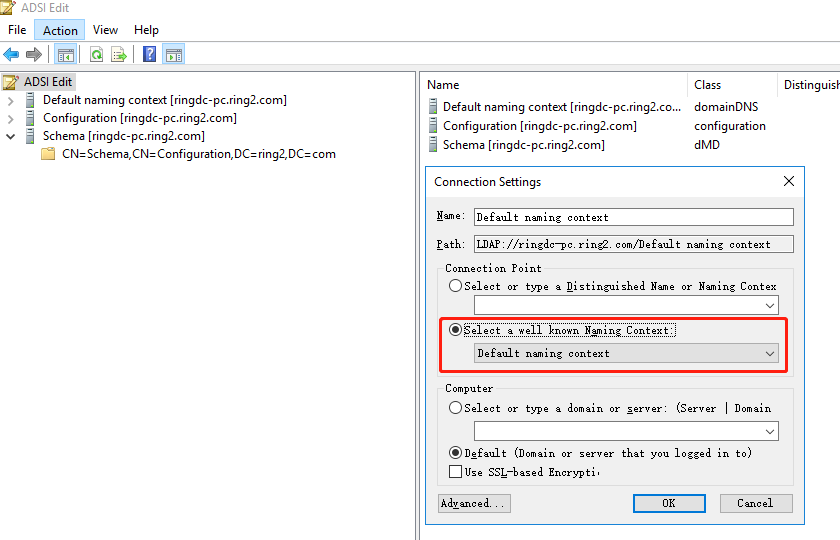 ADSI Edit
File Action View Help
ADSI Edit
Default naming context [ringdc-pc.ring2.com]
Configuration [ringdc-pc.ring2.com]
Schema [ringdc-pc.ring2.com]
CN=Schema,CN=Configuration,DC=ring2,DC=com
Name Class Distinguish
Default naming context [ringdc-pc.ring2.co... domainDNS
Configuration [ringdc-pc.ring2.com] configuration
Schema [ringdc-pc.ring2.com] dMD
Connection Settings
Name: Default naming context
Path: LDAP://ringdc-pc.ring2.com/Default naming context
Connection Point
Select or type a Distinguished Name or Naming Contex
Select a well known Naming Context:
Default naming context
Computer
Select or type a domain or server: (Server | Domain
Default (Domain or server that you logged in to)
Use SSL-based Encrypti
Advanced... OK Cancel